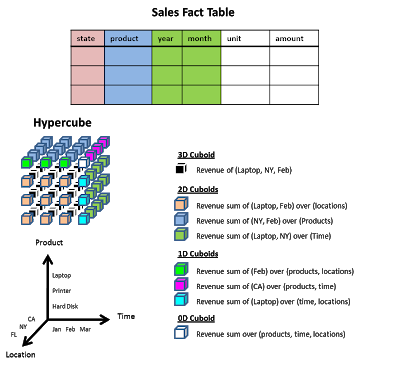 Sales Fact Table
state product year month unit amount
Hypercube
3D Cuboid
Revenue of (Laptop, NY, Feb)
2D Cubolds
Revenue sum of (Laptop, Feb) over (locations)
Revenue sum of (NY, Feb) over (Products)
Revenue sum of (Laptop, NY) over (Time)
1D Cubolds
Revenue sum of (Feb) over (products, locations)
Revenue sum of (CA) over (products, time)
Revenue sum of (Laptop) over (time, locations)
0D Cubold
Revenue sum over (products, time, locations)
Product
Laptop
Printer
Hard Disk
CA
NY
FL
Jan Feb Mar
Time
Location